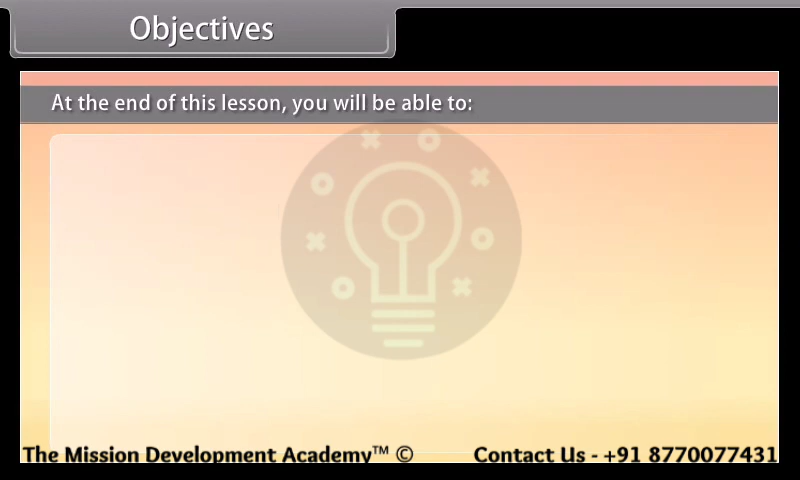 Objectives
At the end of this lesson, you will be able to:
The Mission Development Academy™ © Contact Us - +91 8770077431